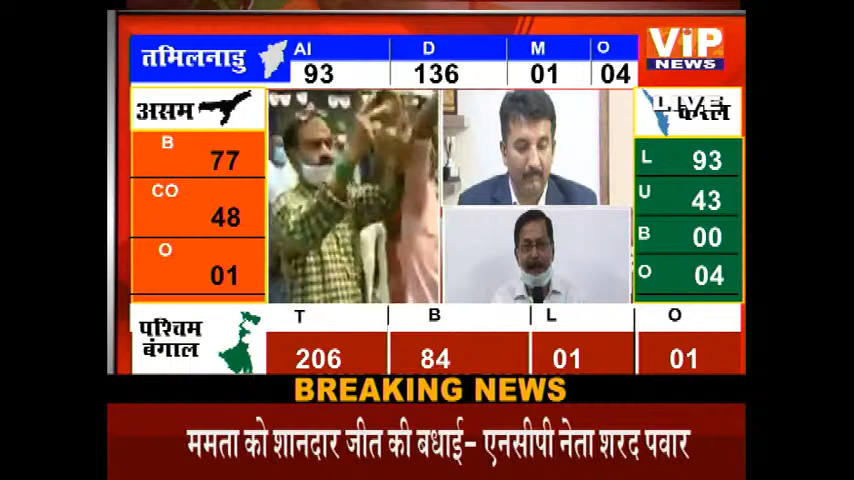 तमिलनाडु
AI D M O
93 136 01 04
ViP
NEWS
LIVE
असम
B
77
CO
48
O
01
L 93
U 43
B 00
O 04
पश्चिम
बंगाल
T B L O
206 84 01 01
BREAKING NEWS
ममता को शानदार जीत की बधाई- एनसीपी नेता शरद पवार